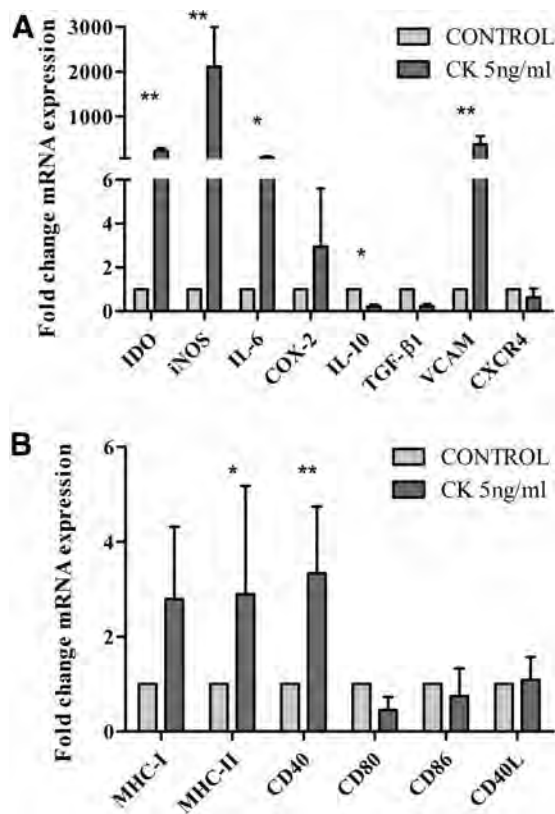 A
Fold change mRNA expression
3000
2000
1000
6
4
2
0
**
**
*
*
**
CONTROL
CK 5ng/ml
IDO
iNOS
IL-6
COX-2
IL-10
TGF-β1
VCAM
CXCR4
B
Fold change mRNA expression
6
4
2
0
*
**
CONTROL
CK 5ng/ml
MHC-I
MHC-II
CD40
CD80
CD86
CD40L